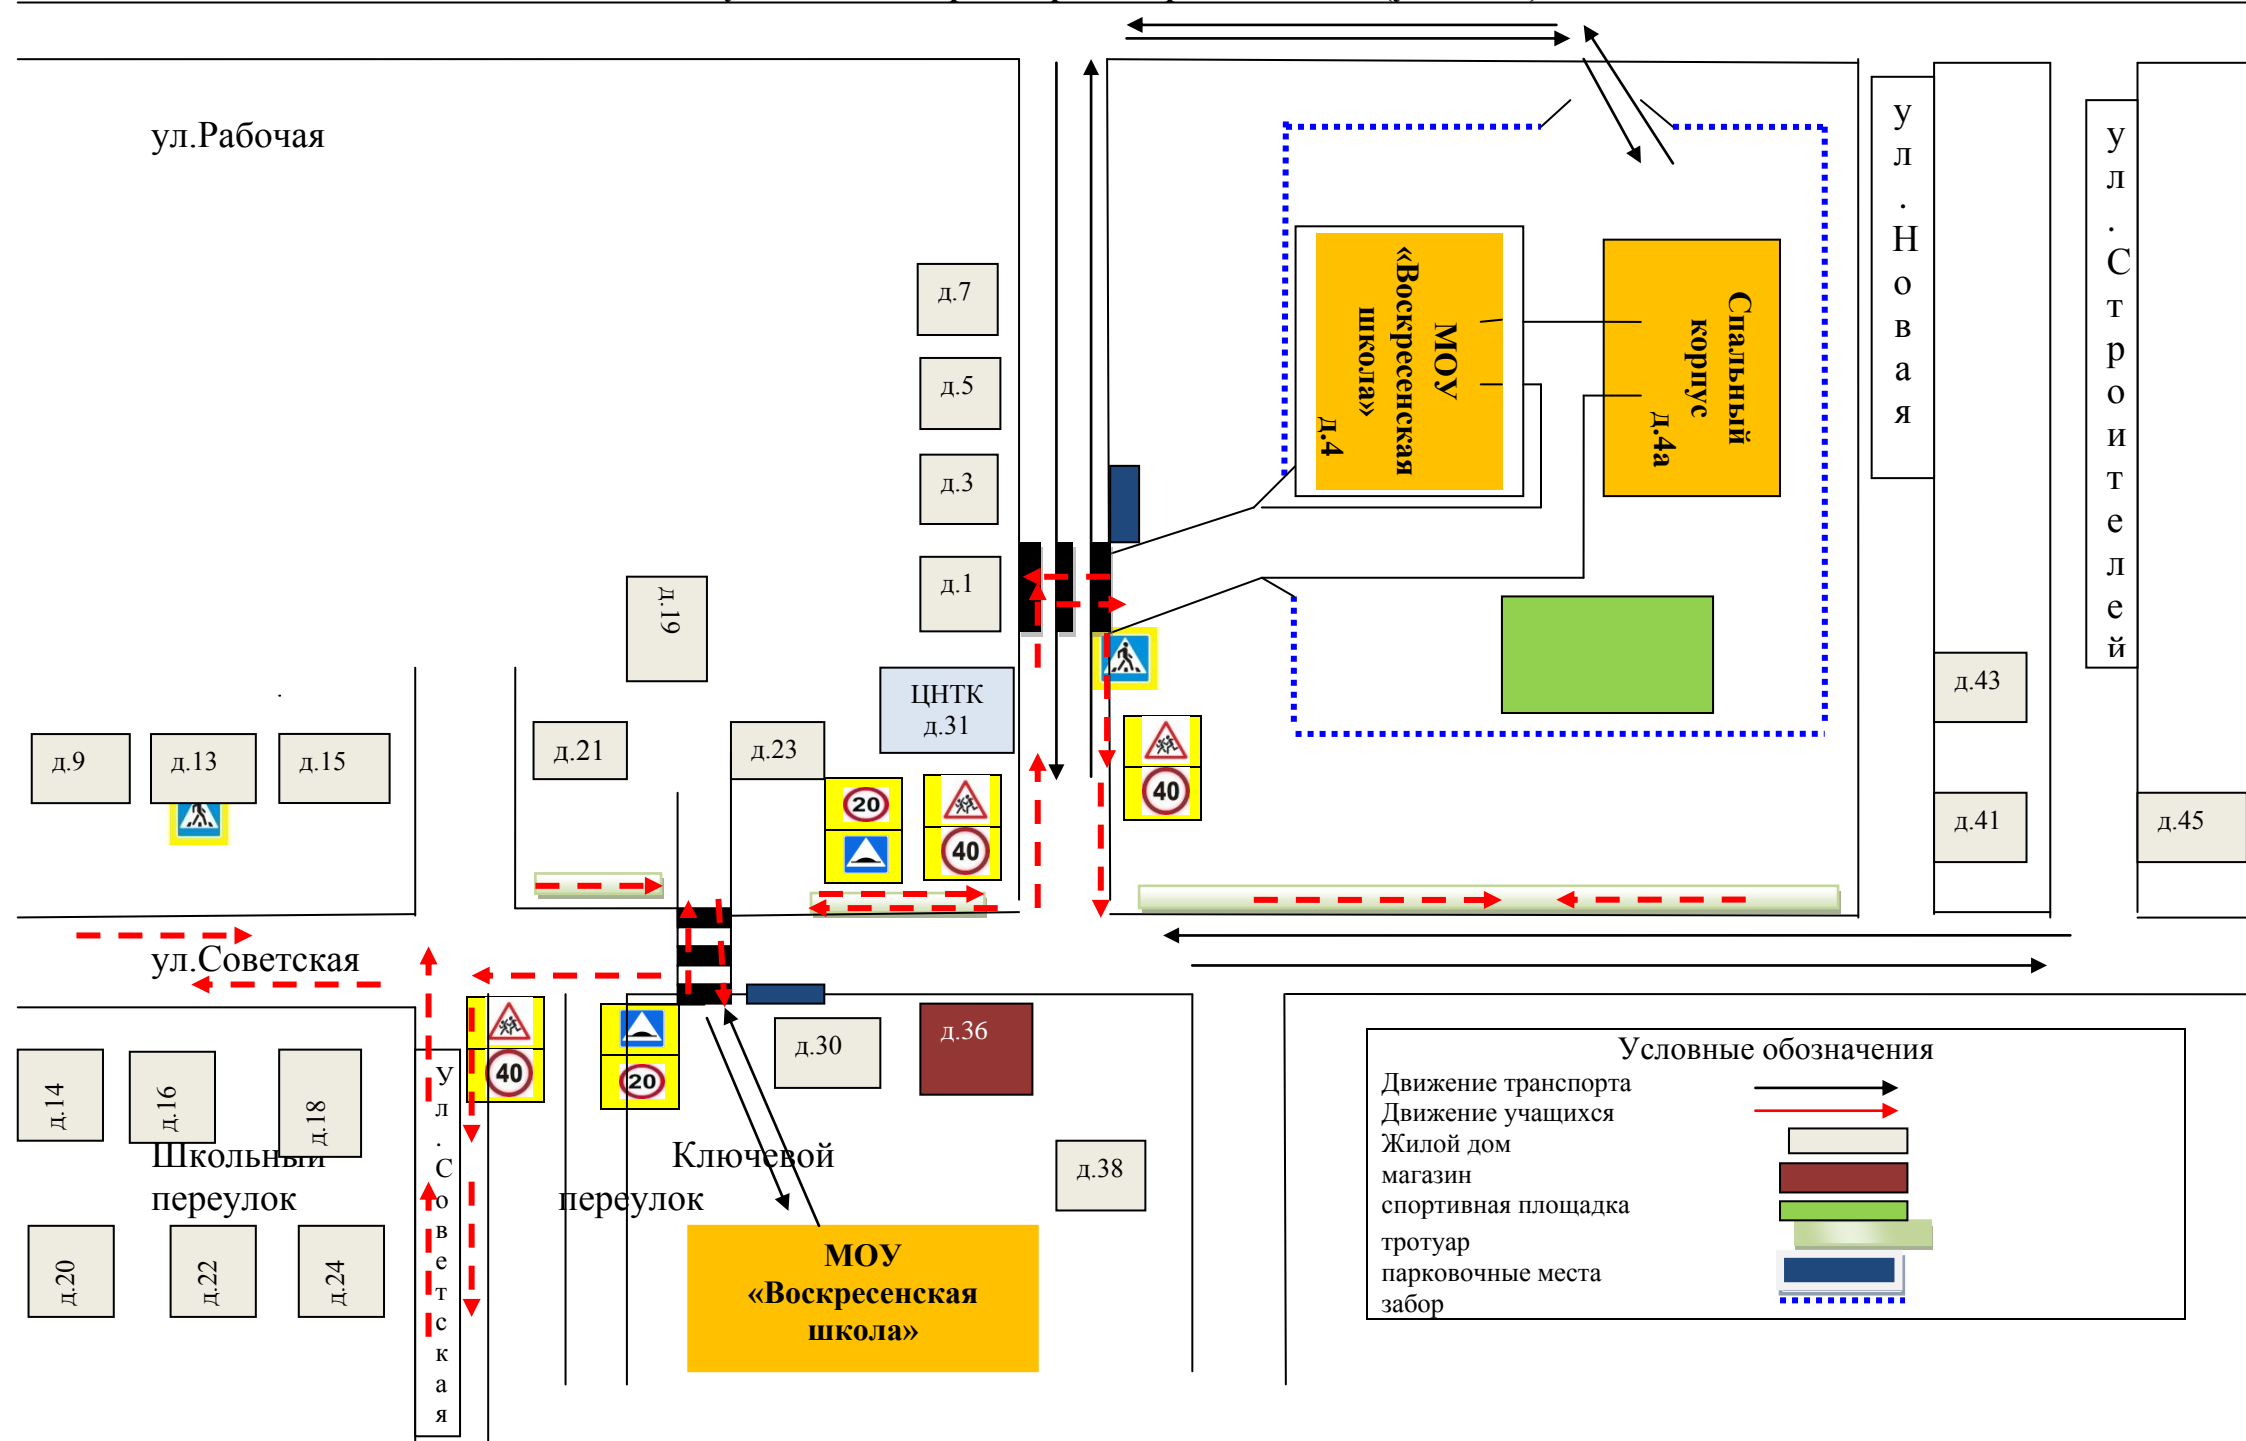 ул.Рабочая
ул.Новая
ул.Строителей
д.7
д.5
д.3
д.1
МОУ
«Воскресенская
школа»
д.4
Спальный
корпус
д.4а
д.19
ЦНТК
д.31
д.43
д.9
д.13
д.15
д.21
д.23
20
40
40
д.41
д.45
ул.Советская
д.14
д.16
д.18
40
20
д.30
д.36
Ул.Советская
Школьный
переулок
Ключевой
переулок
д.38
д.20
д.22
д.24
МОУ
«Воскресенская
школа»
Условные обозначения
Движение транспорта
Движение учащихся
Жилой дом
магазин
спортивная площадка
тротуар
парковочные места
забор